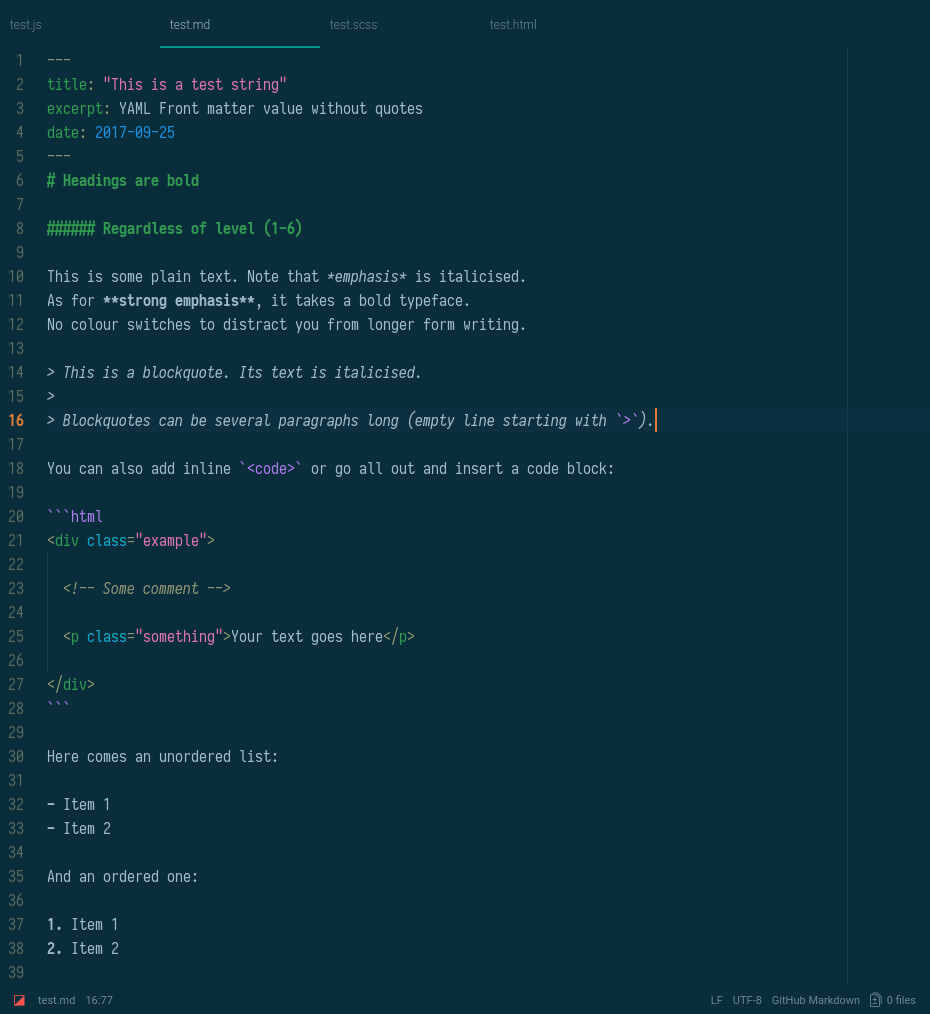 test.js test.md test.scss test.html
1 ---
2 title: "This is a test string"
3 excerpt: YAML Front matter value without quotes
4 date: 2017-09-25
5 ---
6 # Headings are bold
7
8 ###### Regardless of level (1-6)
9
10 This is some plain text. Note that *emphasis* is italicised.
11 As for **strong emphasis**, it takes a bold typeface.
12 No colour switches to distract you from longer form writing.
13
14 > This is a blockquote. Its text is italicised.
15 >
16 > Blockquotes can be several paragraphs long (empty line starting with `>`).
17
18 You can also add inline `<code>` or go all out and insert a code block:
19
20 ```html
21 <div class="example">
22
23   <!-- Some comment -->
24
25   <p class="something">Your text goes here</p>
26
27 </div>
28 ```
29
30 Here comes an unordered list:
31
32 - Item 1
33 - Item 2
34
35 And an ordered one:
36
37 1. Item 1
38 2. Item 2
39
test.md 16:77 LF UTF-8 GitHub Markdown 0 files